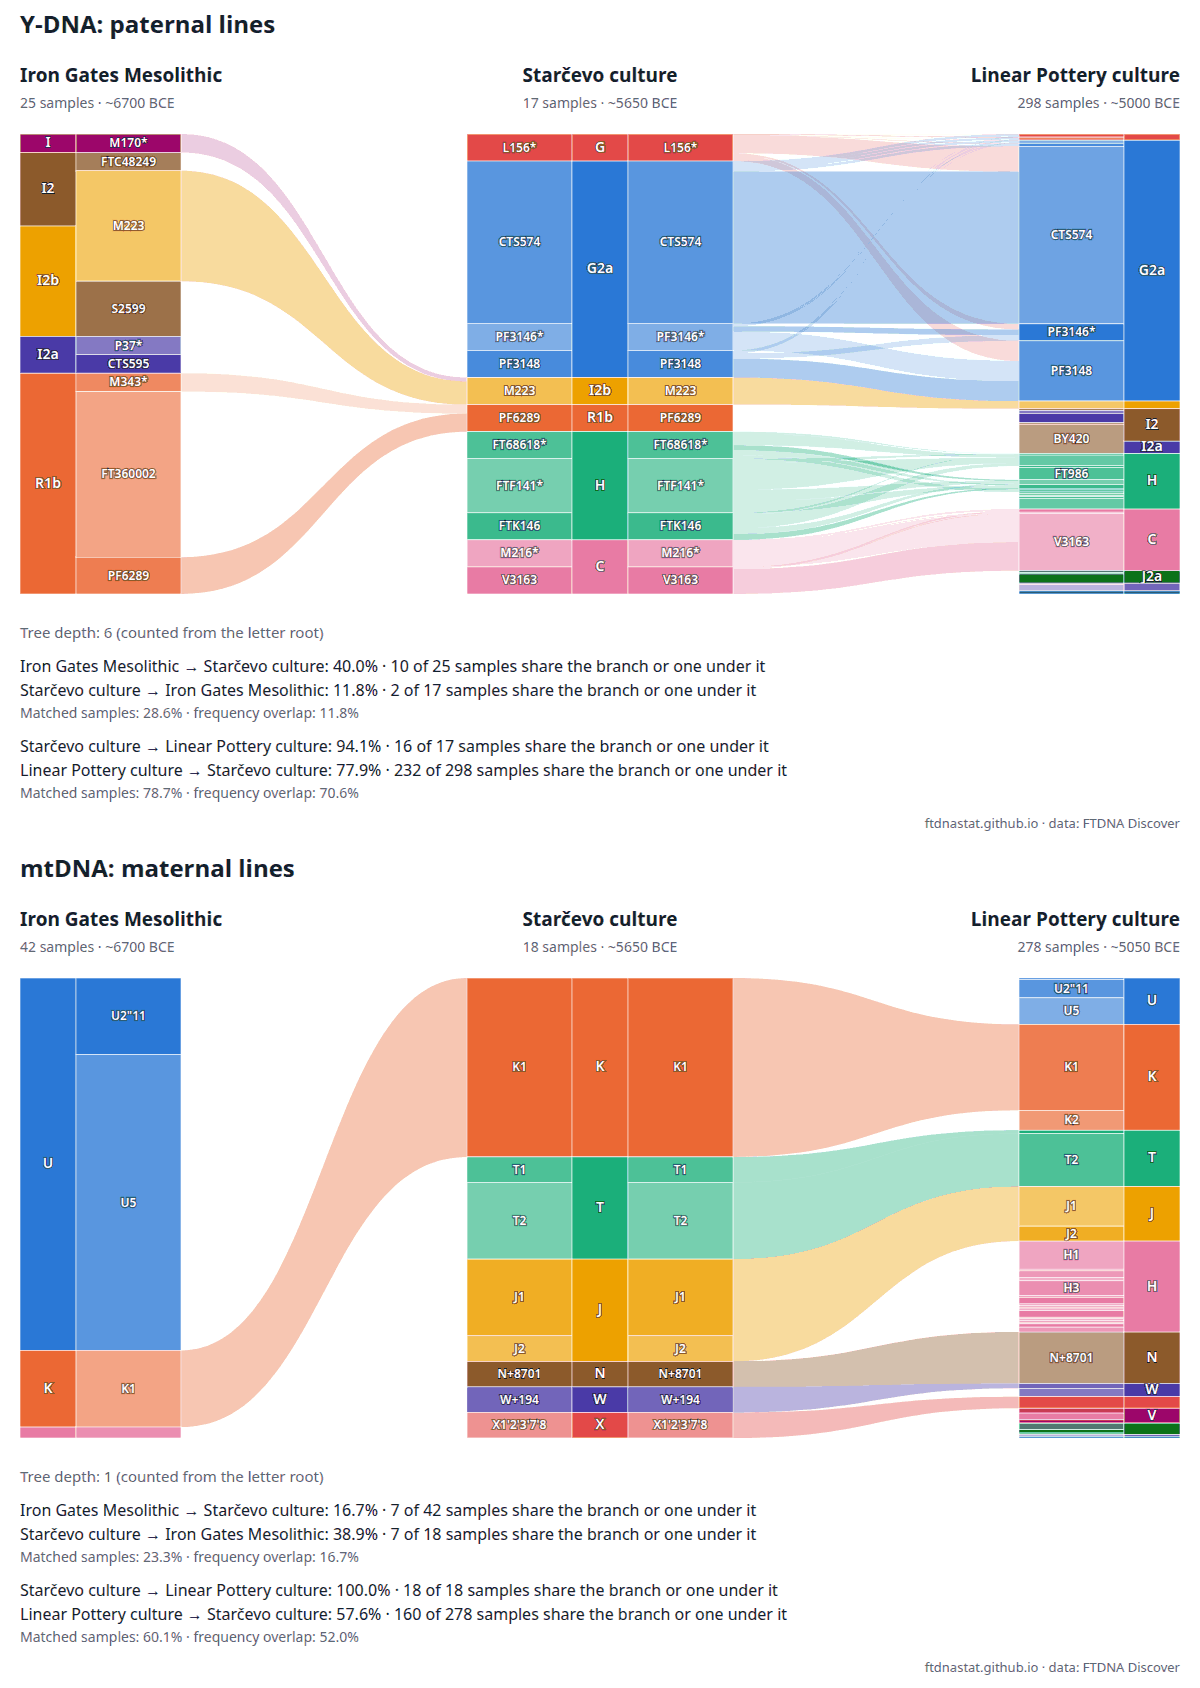 Y-DNA: paternal lines
Iron Gates Mesolithic
25 samples · ~6700 BCE
Starčevo culture
17 samples · ~5650 BCE
Linear Pottery culture
298 samples · ~5000 BCE
I
M170*
I2
FTC48249
M223
I2b
S2599
I2a
P37*
CTS595
R1b
M343*
FT360002
PF6289
L156*
G
L156*
CTS574
G2a
CTS574
PF3146*
PF3146*
PF3148
PF3148
M223
I2b
M223
PF6289
R1b
PF6289
FT68618*
H
FT68618*
FTF141*
FTF141*
FTK146
FTK146
M216*
C
M216*
V3163
V3163
CTS574
G2a
PF3146*
PF3148
BY420
I2
I2a
FT986
H
V3163
C
J2a
Tree depth: 6 (counted from the letter root)
Iron Gates Mesolithic → Starčevo culture: 40.0% · 10 of 25 samples share the branch or one under it
Starčevo culture → Iron Gates Mesolithic: 11.8% · 2 of 17 samples share the branch or one under it
Matched samples: 28.6% · frequency overlap: 11.8%
Starčevo culture → Linear Pottery culture: 94.1% · 16 of 17 samples share the branch or one under it
Linear Pottery culture → Starčevo culture: 77.9% · 232 of 298 samples share the branch or one under it
Matched samples: 78.7% · frequency overlap: 70.6%
ftdnastat.github.io · data: FTDNA Discover
mtDNA: maternal lines
Iron Gates Mesolithic
42 samples · ~6700 BCE
Starčevo culture
18 samples · ~5650 BCE
Linear Pottery culture
278 samples · ~5050 BCE
U
U2"11
U5
K
K1
K1
K
K1
T1
T
T1
T2
T2
J1
J
J1
J2
J2
N+8701
N
N+8701
W+194
W
W+194
X1'2'3'7'8
X
X1'2'3'7'8
U2"11
U
U5
K1
K
K2
T2
T
J1
J
J2
H1
H
H3
N+8701
N
W
V
Tree depth: 1 (counted from the letter root)
Iron Gates Mesolithic → Starčevo culture: 16.7% · 7 of 42 samples share the branch or one under it
Starčevo culture → Iron Gates Mesolithic: 38.9% · 7 of 18 samples share the branch or one under it
Matched samples: 23.3% · frequency overlap: 16.7%
Starčevo culture → Linear Pottery culture: 100.0% · 18 of 18 samples share the branch or one under it
Linear Pottery culture → Starčevo culture: 57.6% · 160 of 278 samples share the branch or one under it
Matched samples: 60.1% · frequency overlap: 52.0%
ftdnastat.github.io · data: FTDNA Discover